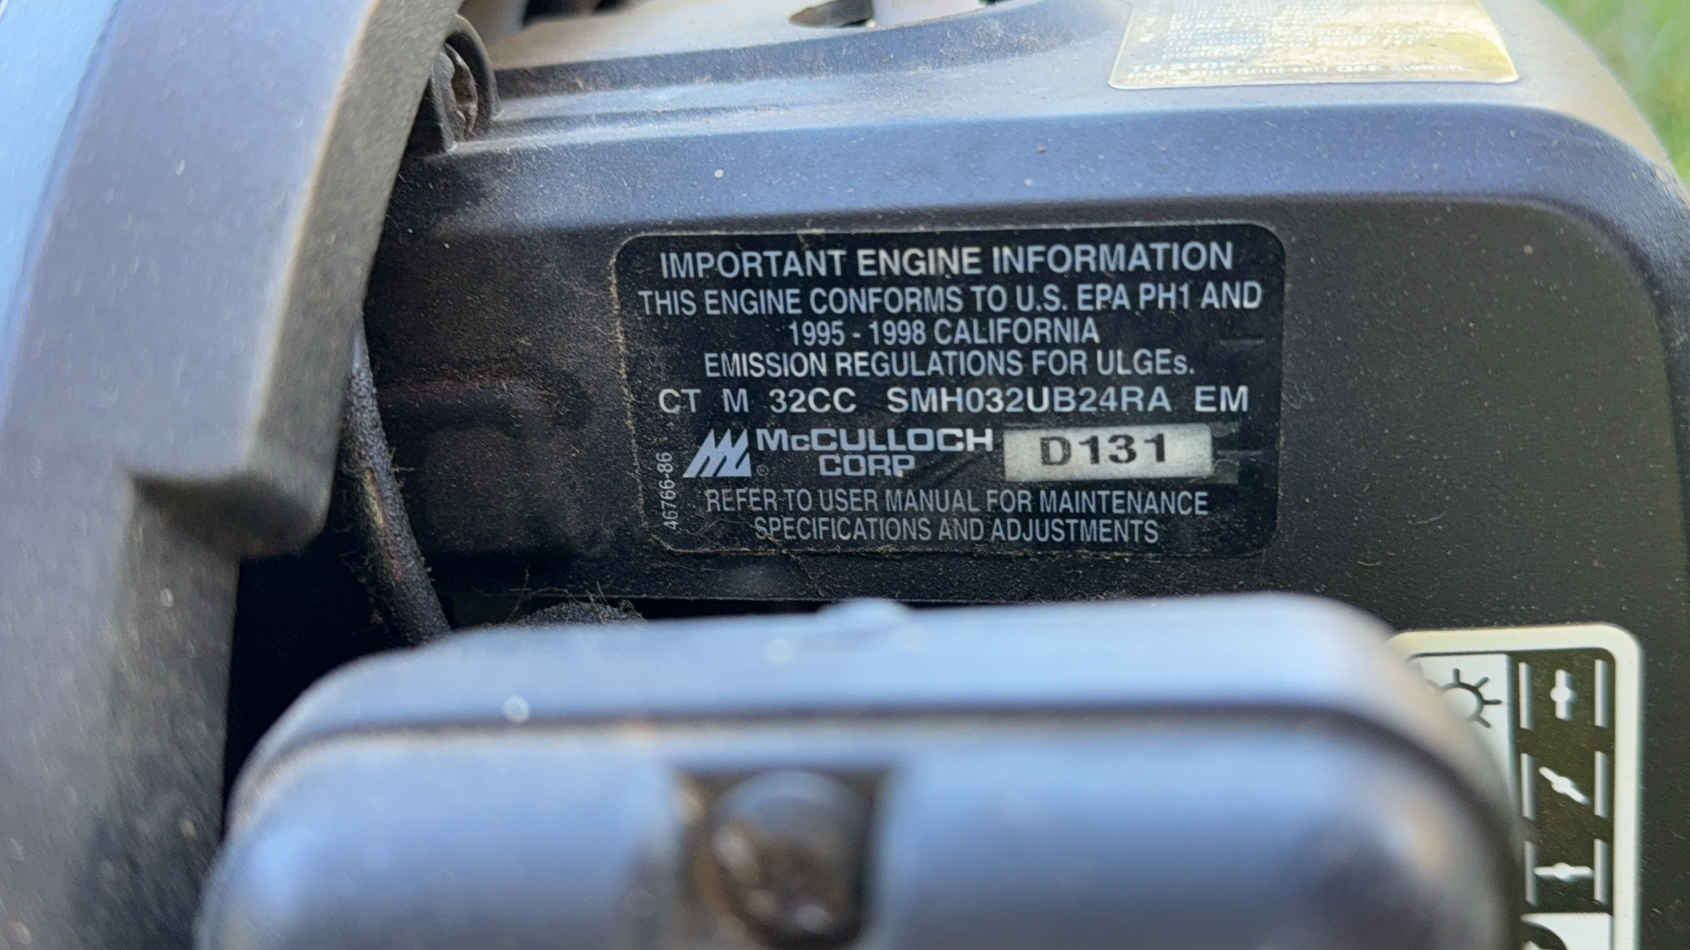 IMPORTANT ENGINE INFORMATION
THIS ENGINE CONFORMS TO U.S. EPA PH1 AND
1995 - 1998 CALIFORNIA
EMISSION REGULATIONS FOR ULGEs.
CT M 32CC SMH032UB24RA EM
McCULLOCH
CORP
®
D131
REFER TO USER MANUAL FOR MAINTENANCE
SPECIFICATIONS AND ADJUSTMENTS
46766-86